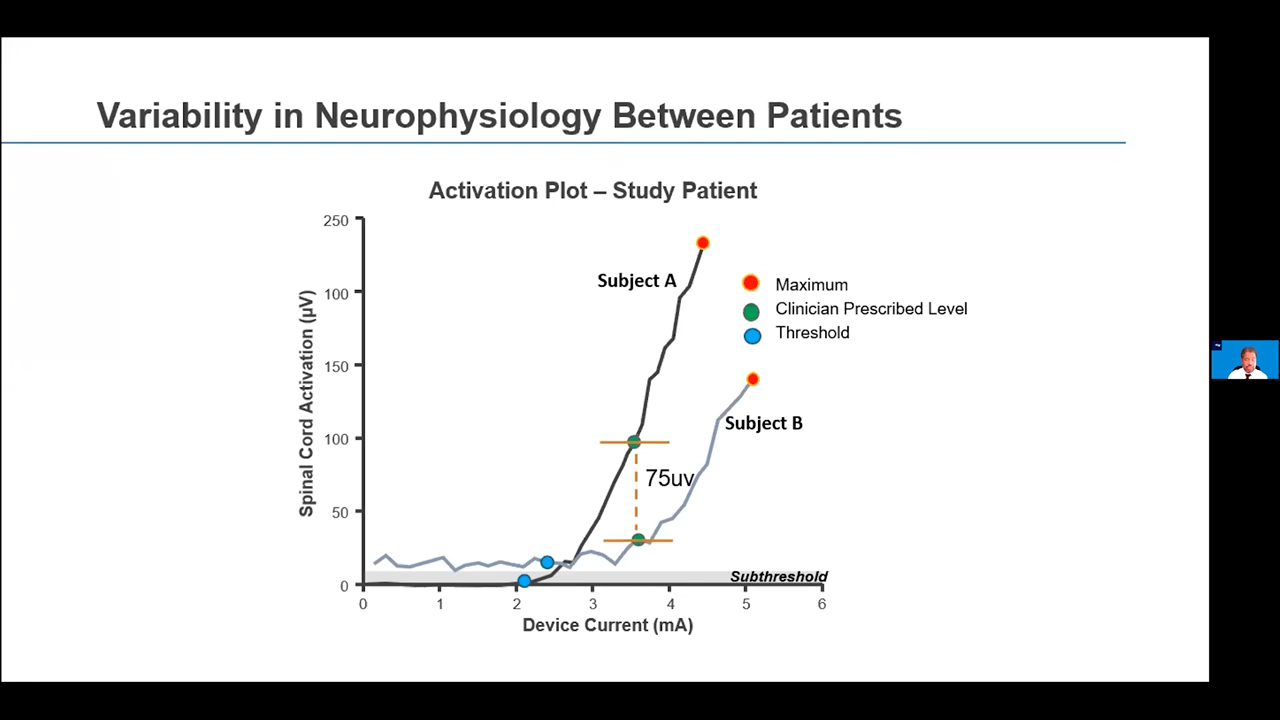 Variability in Neurophysiology Between Patients
Activation Plot – Study Patient
250
100
150
100
50
0
Spinal Cord Activation (µV)
Subject A
Maximum
Clinician Prescribed Level
Threshold
Subject B
75uv
Subthreshold
0 1 2 3 4 5 6
Device Current (mA)